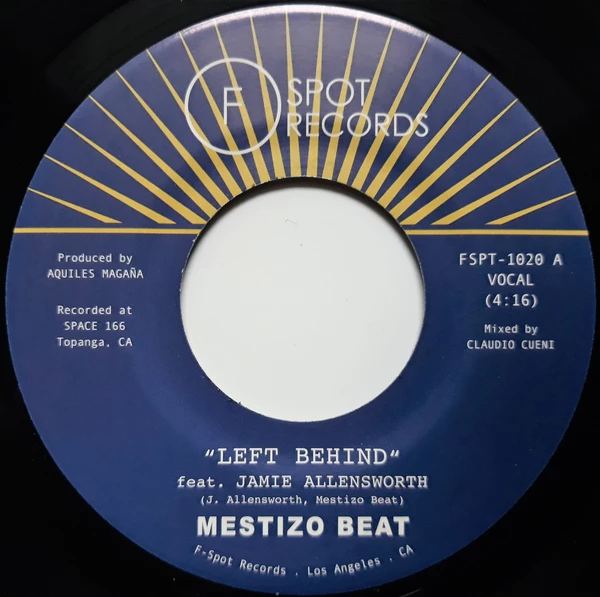 F SPOT
RECORDS
Produced by
AQUILES MAGAÑA
Recorded at
SPACE 166
Topanga, CA
FSPT-1020 A
VOCAL
(4:16)
Mixed by
CLAUDIO CUENI
"LEFT BEHIND"
feat. JAMIE ALLENSWORTH
(J. Allensworth, Mestizo Beat)
MESTIZO BEAT
F-Spot Records . Los Angeles . CA